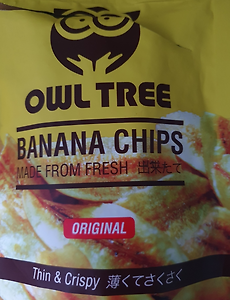 OWL TREE
BANANA CHIPS
MADE FROM FRESH 出来たて
ORIGINAL
Thin & Crispy 薄くてさくさく